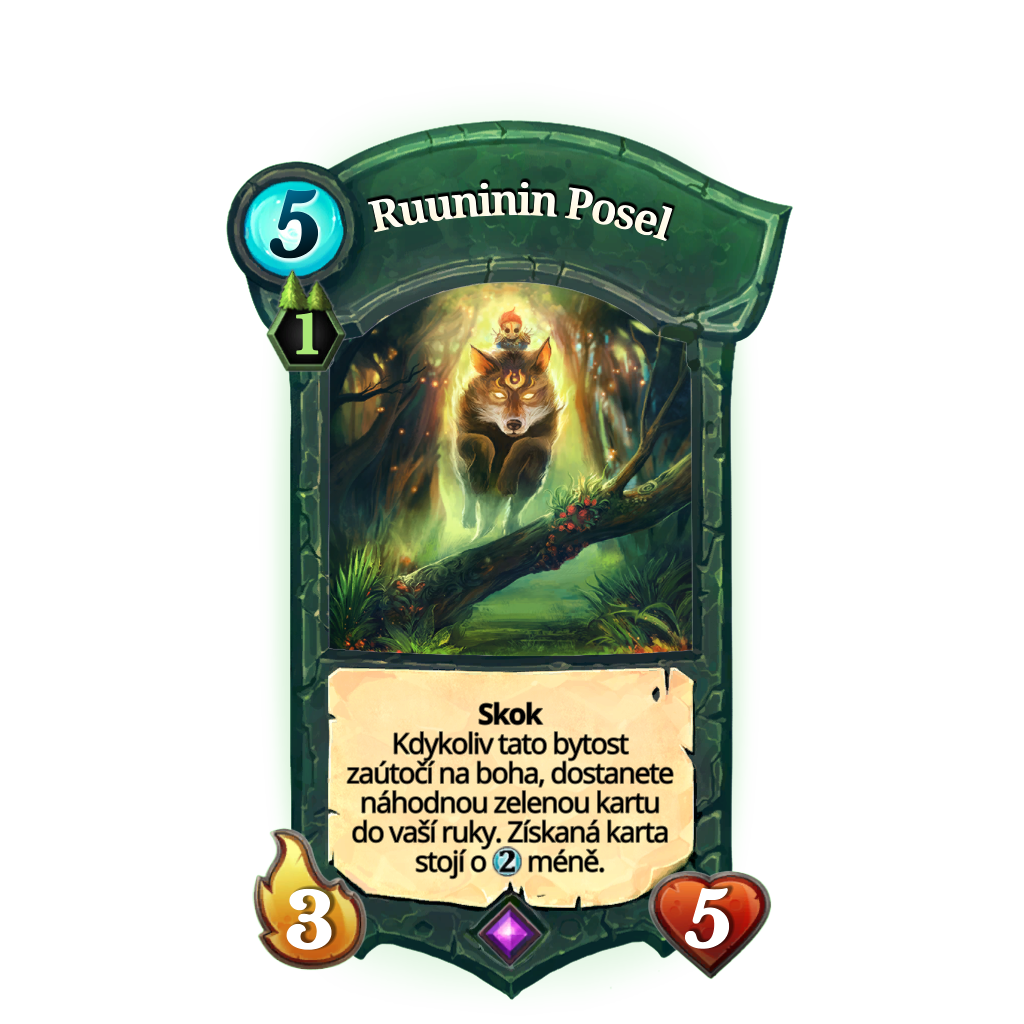 5
Ruuninin Posel
1
Skok
Kdykoliv tato bytost
zaútočí na boha, dostanete
náhodnou zelenou kartu
do vaší ruky. Získaná karta
stojí o 2 méně.
3
5